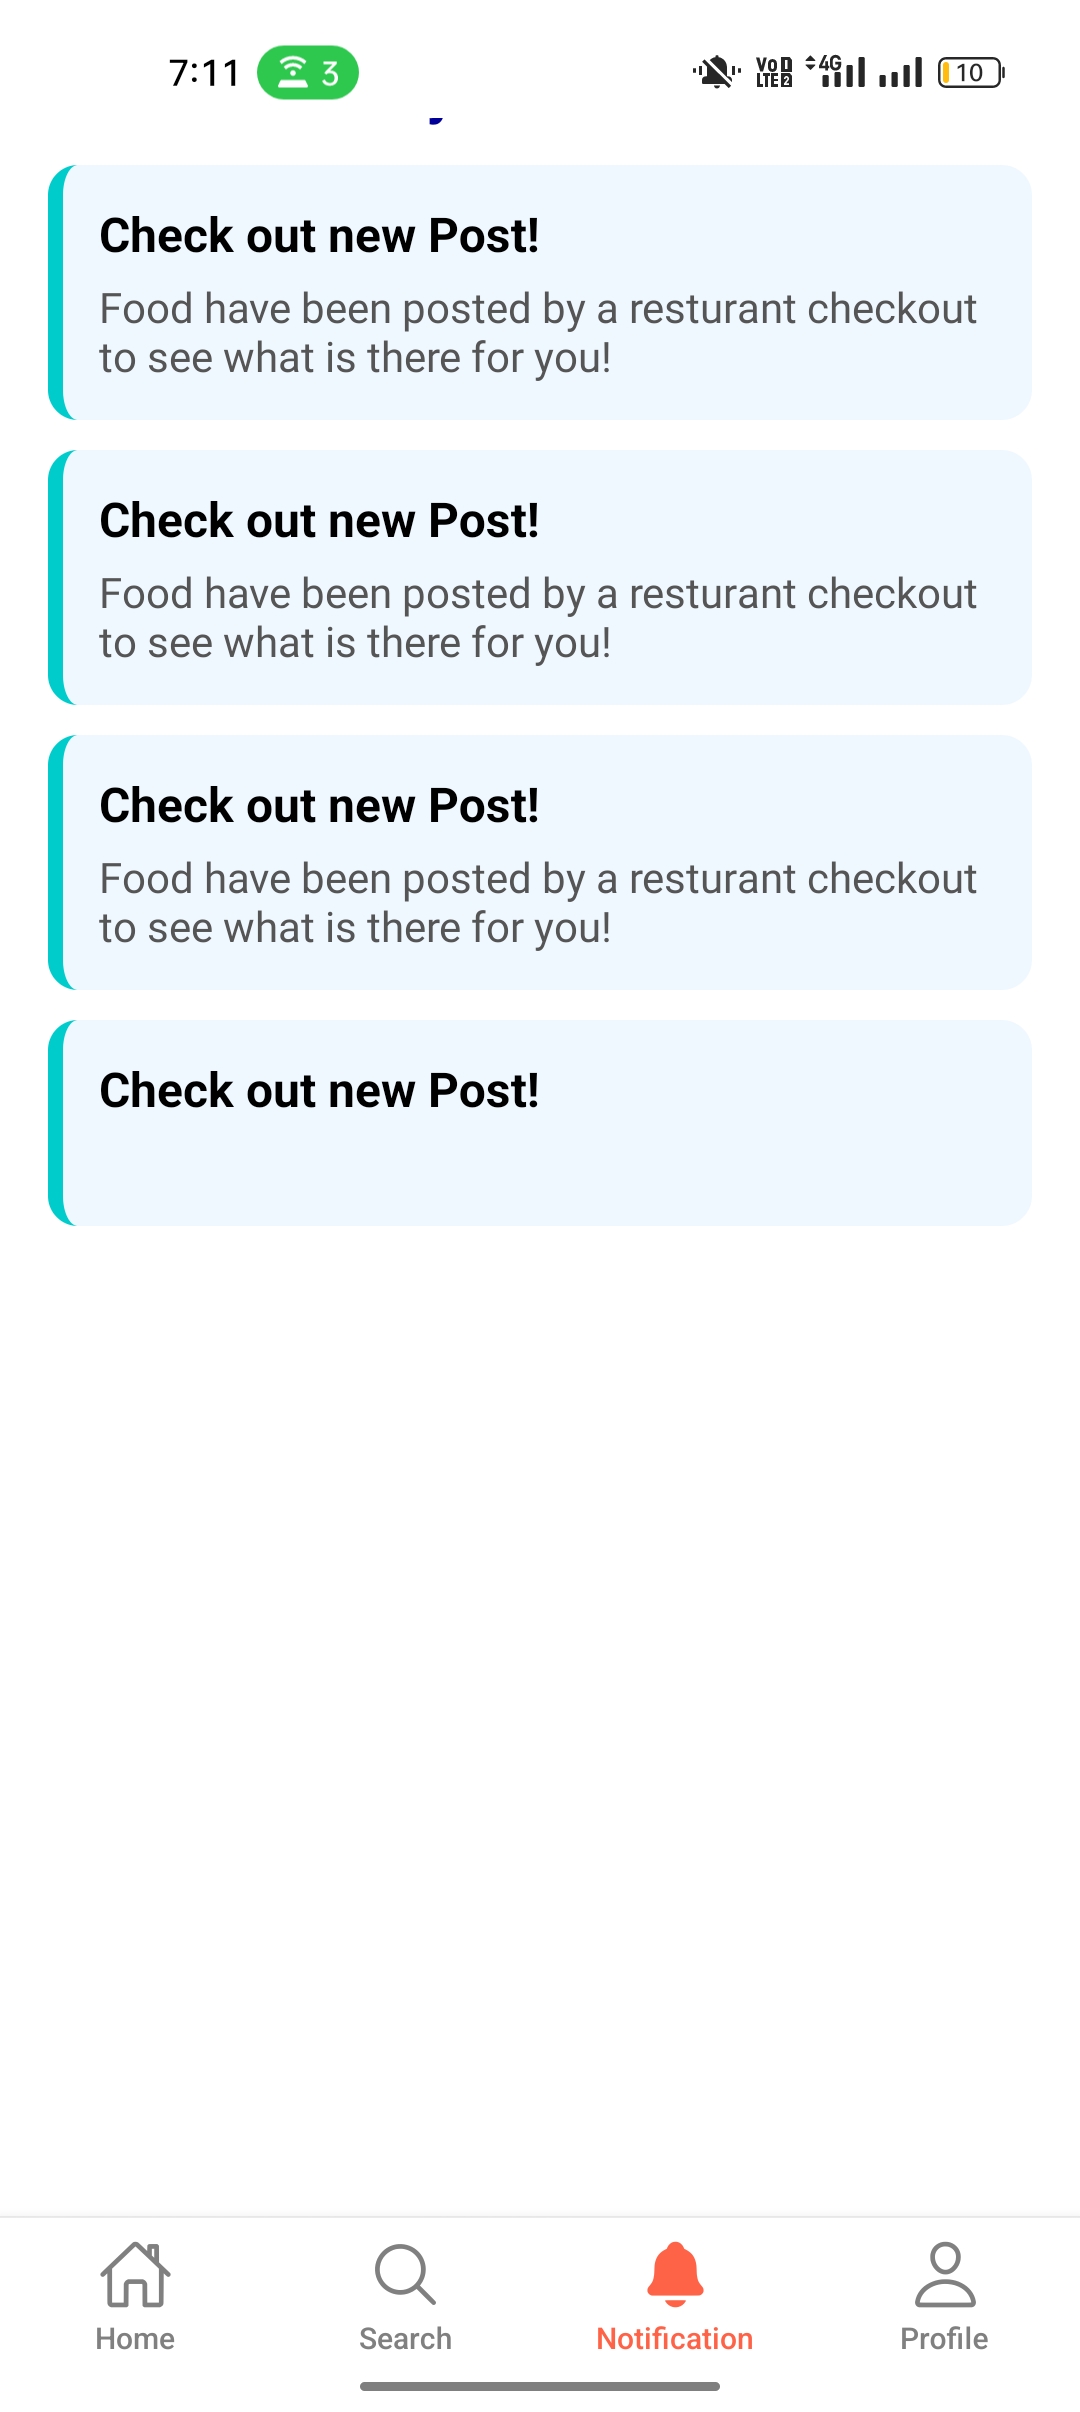 7:11 3 VoD LTE2 4G 10
Check out new Post!
Food have been posted by a resturant checkout
to see what is there for you!
Check out new Post!
Food have been posted by a resturant checkout
to see what is there for you!
Check out new Post!
Food have been posted by a resturant checkout
to see what is there for you!
Check out new Post!
Home Search Notification Profile